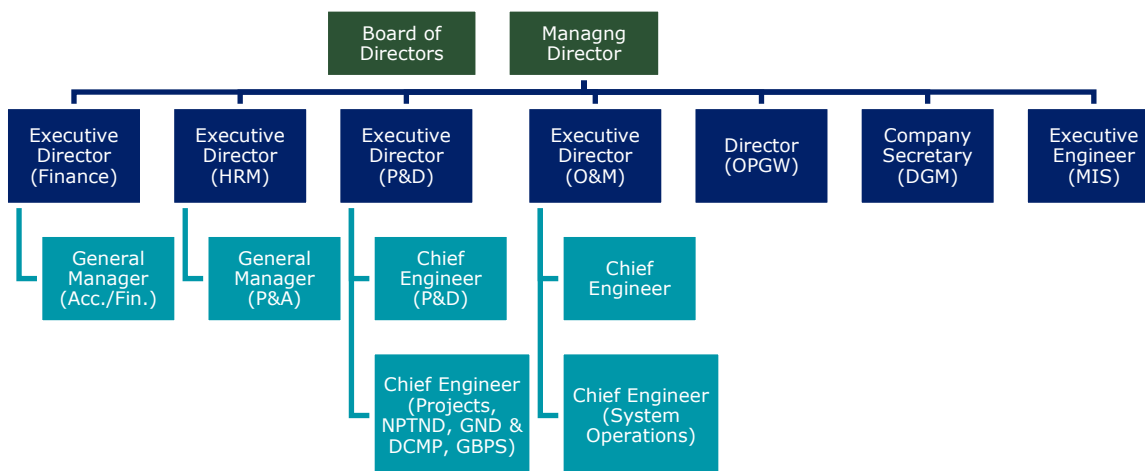 Board of
Directors
Managng
Director
Executive
Director
(Finance)
Executive
Director
(HRM)
Executive
Director
(P&D)
Executive
Director
(O&M)
Director
(OPGW)
Company
Secretary
(DGM)
Executive
Engineer
(MIS)
General
Manager
(Acc./Fin.)
General
Manager
(P&A)
Chief
Engineer
(P&D)
Chief
Engineer
Chief Engineer
(Projects,
NPTND, GND &
DCMP, GBPS)
Chief Engineer
(System
Operations)